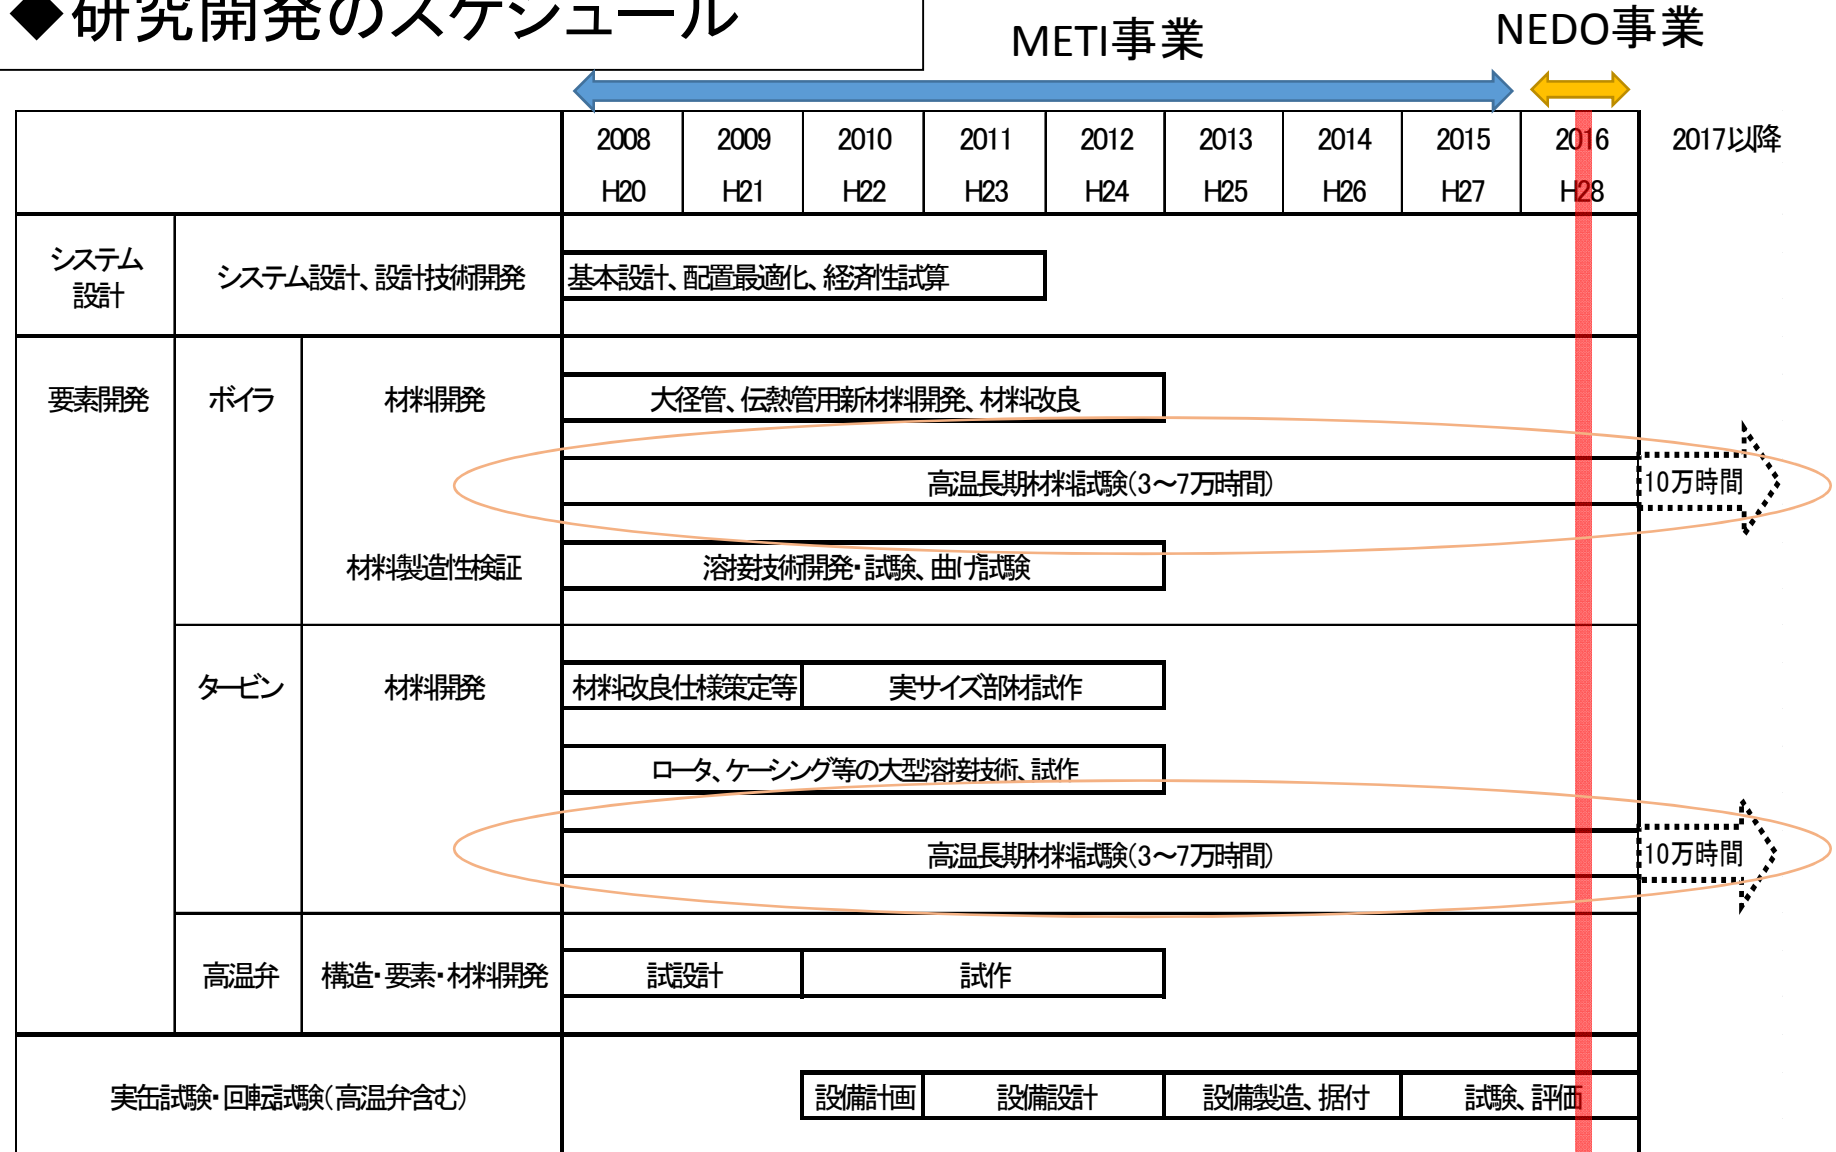 ◆研究開発のスケジュール
METI事業
NEDO事業
2008 2009 2010 2011 2012 2013 2014 2015 2016 2017以降
H20 H21 H22 H23 H24 H25 H26 H27 H28
システム
設計
システム設計、設計技術開発
基本設計、配置最適化、経済性試算
要素開発
ボイラ
材料開発
大径管、伝熱管用新材料開発、材料改良
高温長期材料試験(3～7万時間)
10万時間
材料製造性検証
溶接技術開発・試験、曲げ試験
タービン
材料開発
材料改良仕様策定等
実サイズ部材試作
ロータ、ケーシング等の大型溶接技術、試作
高温長期材料試験(3～7万時間)
10万時間
高温弁
構造・要素・材料開発
試設計
試作
実缶試験・回転試験(高温弁含む)
設備計画
設備設計
設備製造、据付
試験、評価